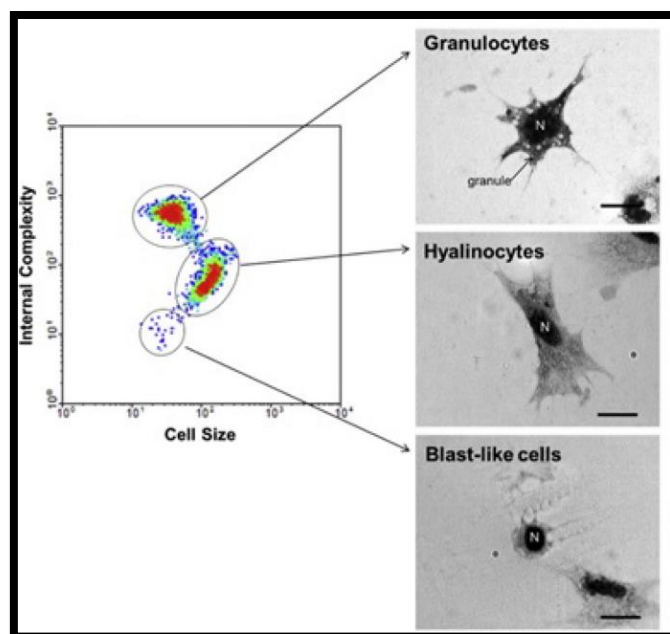 Granulocytes
N
granule
Hyalinocytes
N
Blast-like cells
N
Internal Complexity
10⁴
10³
10²
10¹
10⁰
10⁰ 10¹ 10² 10³ 10⁴
Cell Size